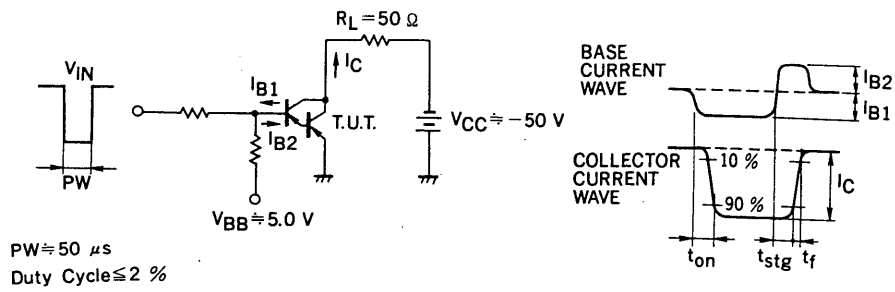 R_L=50 Ω
I_C
V_IN
I_B1
I_B2
T.U.T.
V_CC≒−50 V
PW
V_BB≒5.0 V
PW≒50 μs
Duty Cycle≦2 %
BASE
CURRENT
WAVE
I_B2
I_B1
COLLECTOR
CURRENT
WAVE
10 %
90 %
I_C
t_on
t_stg
t_f